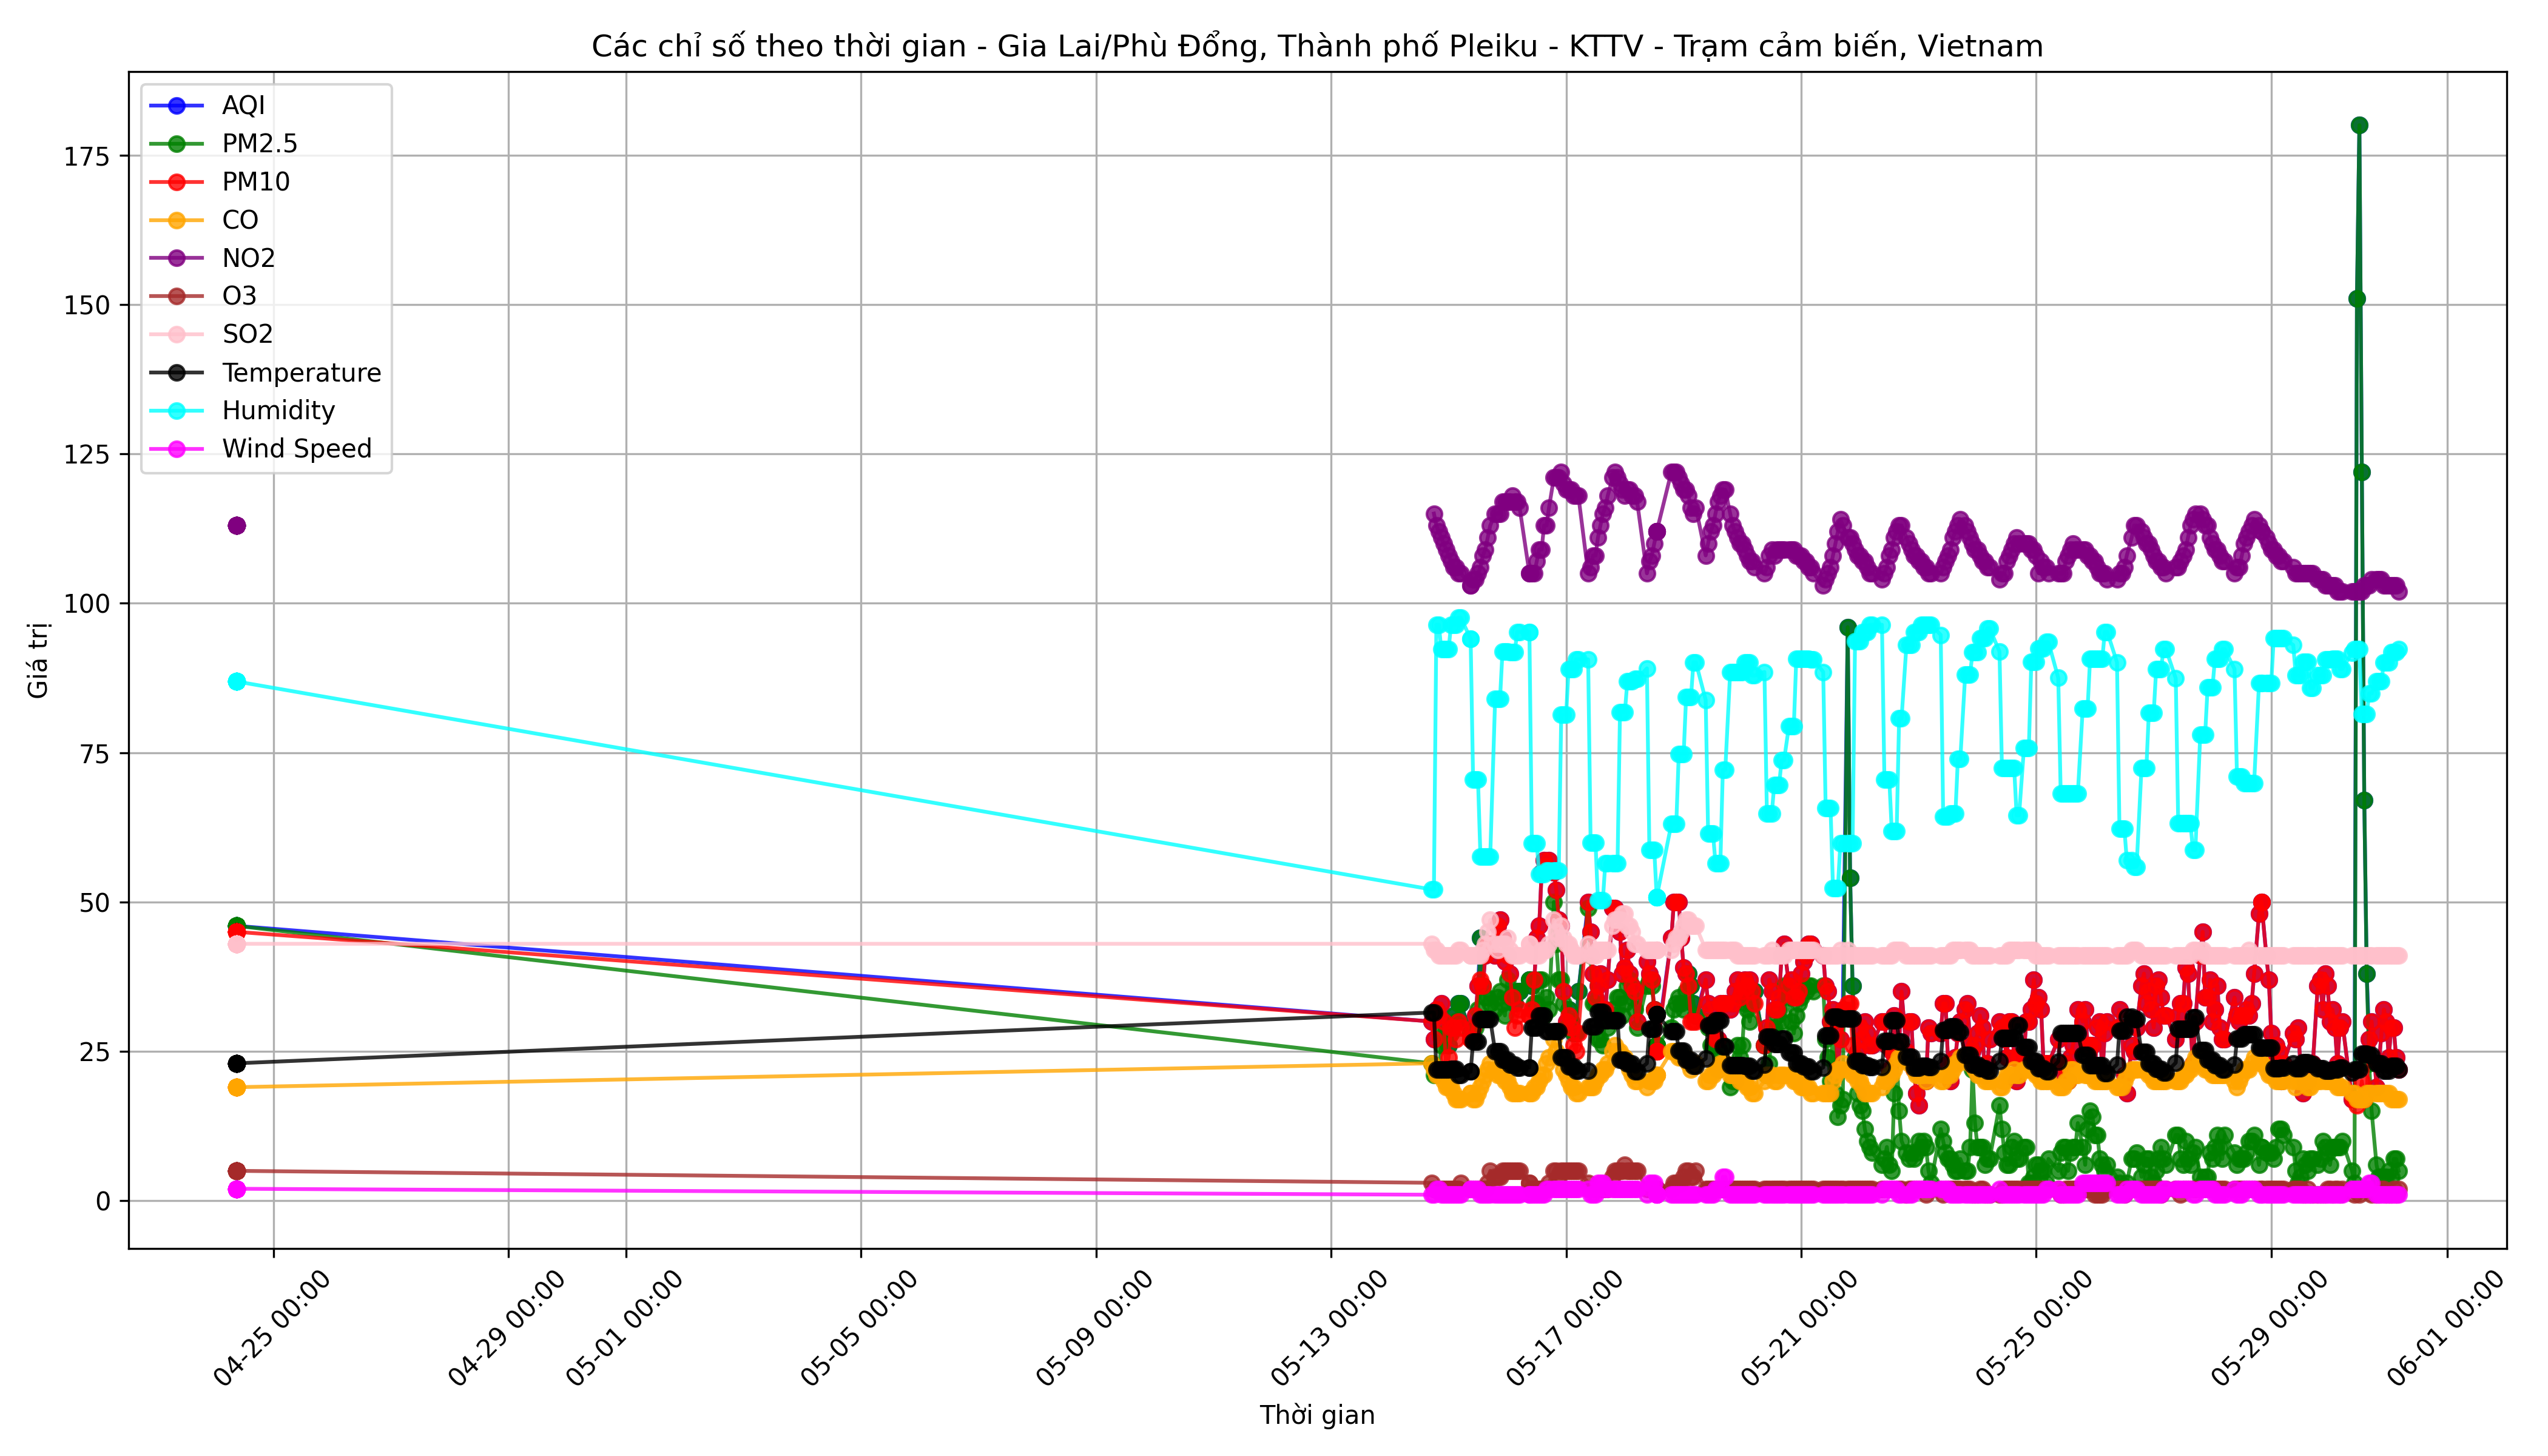 Các chỉ số theo thời gian - Gia Lai/Phù Đổng, Thành phố Pleiku - KTTV - Trạm cảm biến, Vietnam
AQI
PM2.5
PM10
CO
NO2
O3
SO2
Temperature
Humidity
Wind Speed
Giá trị
175
150
125
100
75
50
25
0
04-25 00:00
04-29 00:00
05-01 00:00
05-05 00:00
05-09 00:00
05-13 00:00
05-17 00:00
05-21 00:00
05-25 00:00
05-29 00:00
06-01 00:00
Thời gian